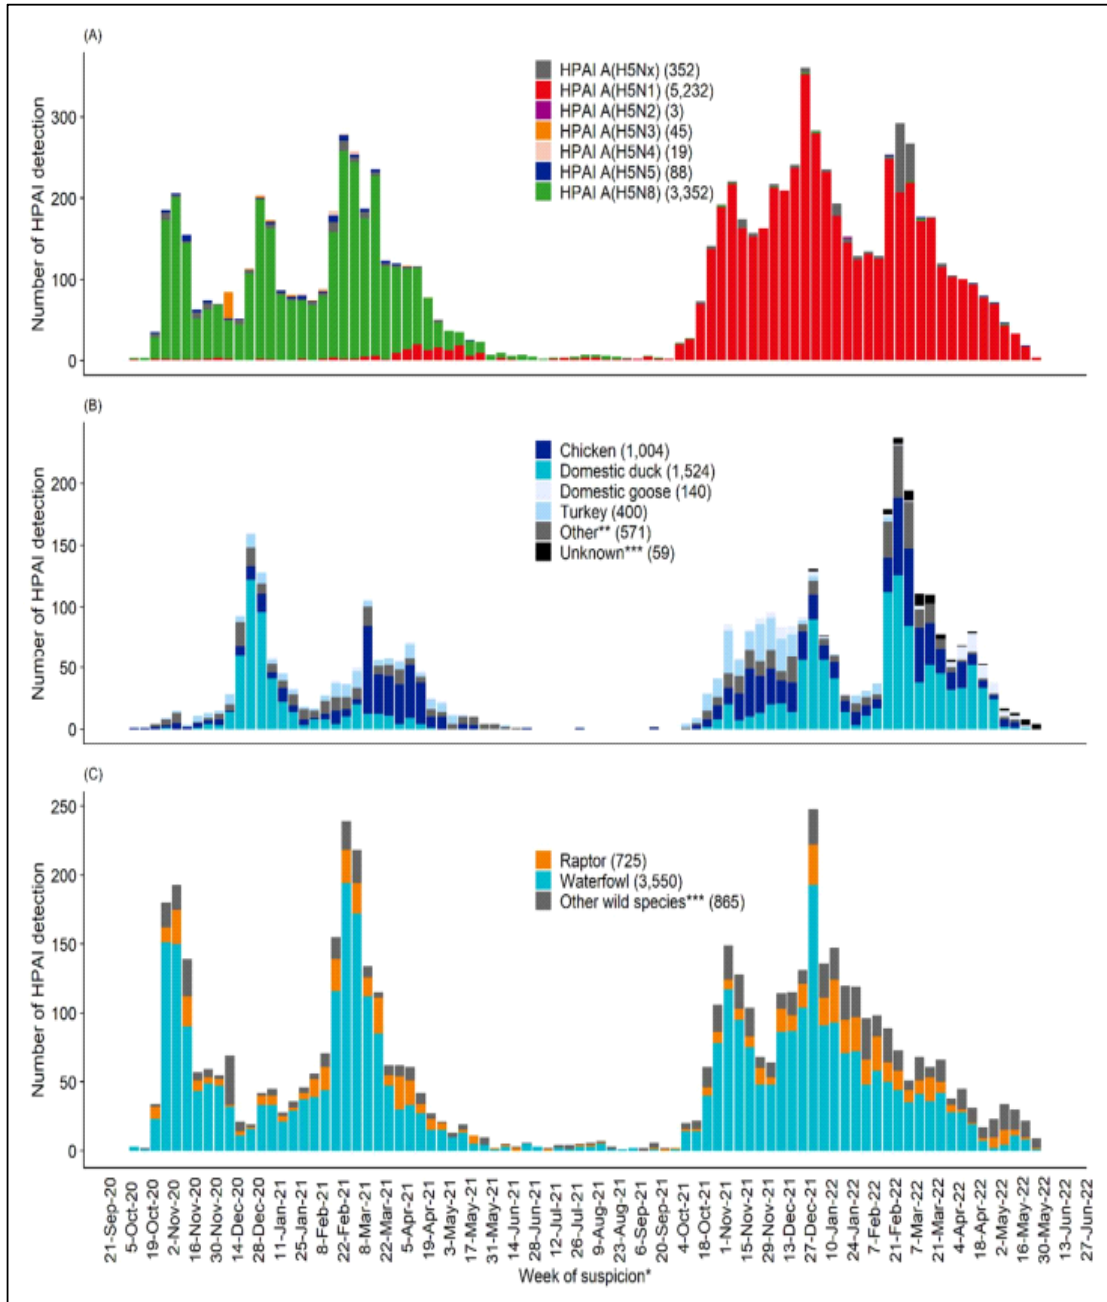 (A)
Number of HPAI detection
300
200
100
0
HPAI A(H5Nx) (352)
HPAI A(H5N1) (5,232)
HPAI A(H5N2) (3)
HPAI A(H5N3) (45)
HPAI A(H5N4) (19)
HPAI A(H5N5) (88)
HPAI A(H5N8) (3,352)
(B)
Number of HPAI detection
200
150
100
50
0
Chicken (1,004)
Domestic duck (1,524)
Domestic goose (140)
Turkey (400)
Other** (571)
Unknown*** (59)
(C)
Number of HPAI detection
250
200
150
100
50
0
Raptor (725)
Waterfowl (3,550)
Other wild species*** (865)
21-Sep-20
5-Oct-20
19-Oct-20
2-Nov-20
16-Nov-20
30-Nov-20
14-Dec-20
28-Dec-20
11-Jan-21
25-Jan-21
8-Feb-21
22-Feb-21
8-Mar-21
22-Mar-21
5-Apr-21
19-Apr-21
3-May-21
17-May-21
31-May-21
14-Jun-21
28-Jun-21
12-Jul-21
26-Jul-21
9-Aug-21
23-Aug-21
6-Sep-21
20-Sep-21
4-Oct-21
18-Oct-21
1-Nov-21
15-Nov-21
29-Nov-21
13-Dec-21
27-Dec-21
10-Jan-22
24-Jan-22
7-Feb-22
21-Feb-22
7-Mar-22
21-Mar-22
4-Apr-22
18-Apr-22
2-May-22
16-May-22
30-May-22
13-Jun-22
27-Jun-22
Week of suspicion*